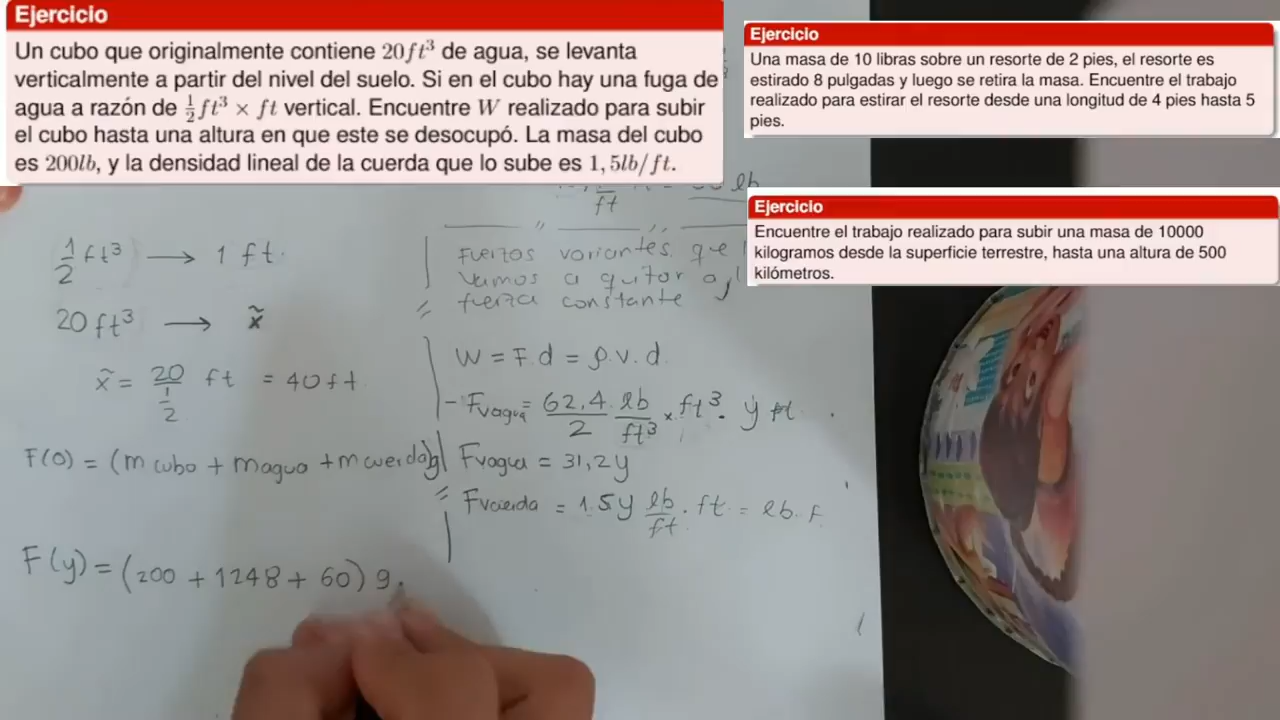 Ejercicio
Un cubo que originalmente contiene 20ft³ de agua, se levanta
verticalmente a partir del nivel del suelo. Si en el cubo hay una fuga de
agua a razón de ½ft³ × ft vertical. Encuentre W realizado para subir
el cubo hasta una altura en que este se desocupó. La masa del cubo
es 200lb, y la densidad lineal de la cuerda que lo sube es 1,5lb/ft.
Ejercicio
Una masa de 10 libras sobre un resorte de 2 pies, el resorte es
estirado 8 pulgadas y luego se retira la masa. Encuentre el trabajo
realizado para estirar el resorte desde una longitud de 4 pies hasta 5
pies.
Ejercicio
Encuentre el trabajo realizado para subir una masa de 10000
kilogramos desde la superficie terrestre, hasta una altura de 500
kilómetros.
1/2 ft³ → 1 ft
20 ft³ → x̃
x̃ = 20/(1/2) ft = 40 ft
F(0) = (m cubo + m agua + m cuerda)g
F(y) = (200 + 1248 + 60) g
lb
ft
Fuerzas variantes que
vamos a quitar a
fuerza constante
W = F.d = ρ.v.d
- Fvagua = 62,4/2 lb/ft³ × ft³ . y ft
Fvagua = 31,2y
Fvcuerda = 1.5y lb/ft . ft = lb. F